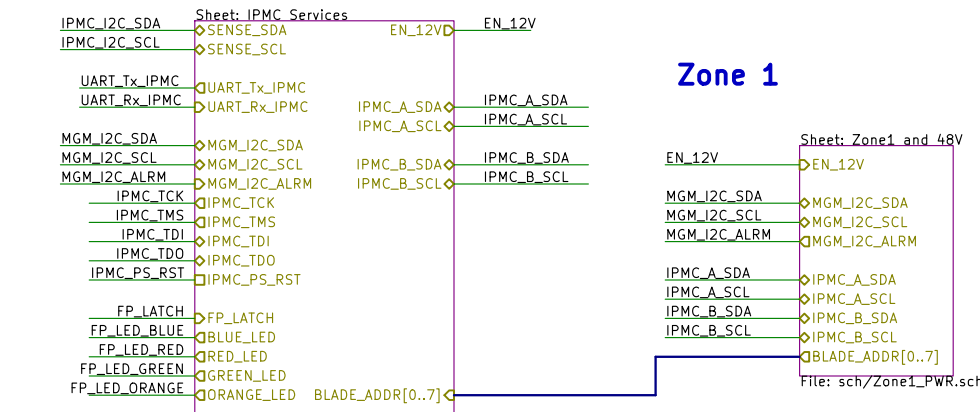 Sheet: IPMC Services
IPMC_I2C_SDA
SENSE_SDA
EN_12V
EN_12V
IPMC_I2C_SCL
SENSE_SCL
Zone 1
UART_Tx_IPMC
UART_Tx_IPMC
UART_Rx_IPMC
UART_Rx_IPMC
IPMC_A_SDA
IPMC_A_SDA
IPMC_A_SCL
IPMC_A_SCL
MGM_I2C_SDA
MGM_I2C_SDA
MGM_I2C_SCL
MGM_I2C_SCL
IPMC_B_SDA
IPMC_B_SDA
MGM_I2C_ALRM
MGM_I2C_ALRM
IPMC_B_SCL
IPMC_B_SCL
IPMC_TCK
IPMC_TCK
IPMC_TMS
IPMC_TMS
IPMC_TDI
IPMC_TDI
IPMC_TDO
IPMC_TDO
IPMC_PS_RST
IPMC_PS_RST
FP_LATCH
FP_LATCH
FP_LED_BLUE
BLUE_LED
FP_LED_RED
RED_LED
FP_LED_GREEN
GREEN_LED
FP_LED_ORANGE
ORANGE_LED
BLADE_ADDR[0..7]
Sheet: Zone1 and 48V
EN_12V
EN_12V
MGM_I2C_SDA
MGM_I2C_SDA
MGM_I2C_SCL
MGM_I2C_SCL
MGM_I2C_ALRM
MGM_I2C_ALRM
IPMC_A_SDA
IPMC_A_SDA
IPMC_A_SCL
IPMC_A_SCL
IPMC_B_SDA
IPMC_B_SDA
IPMC_B_SCL
IPMC_B_SCL
BLADE_ADDR[0..7]
File: sch/Zone1_PWR.sch